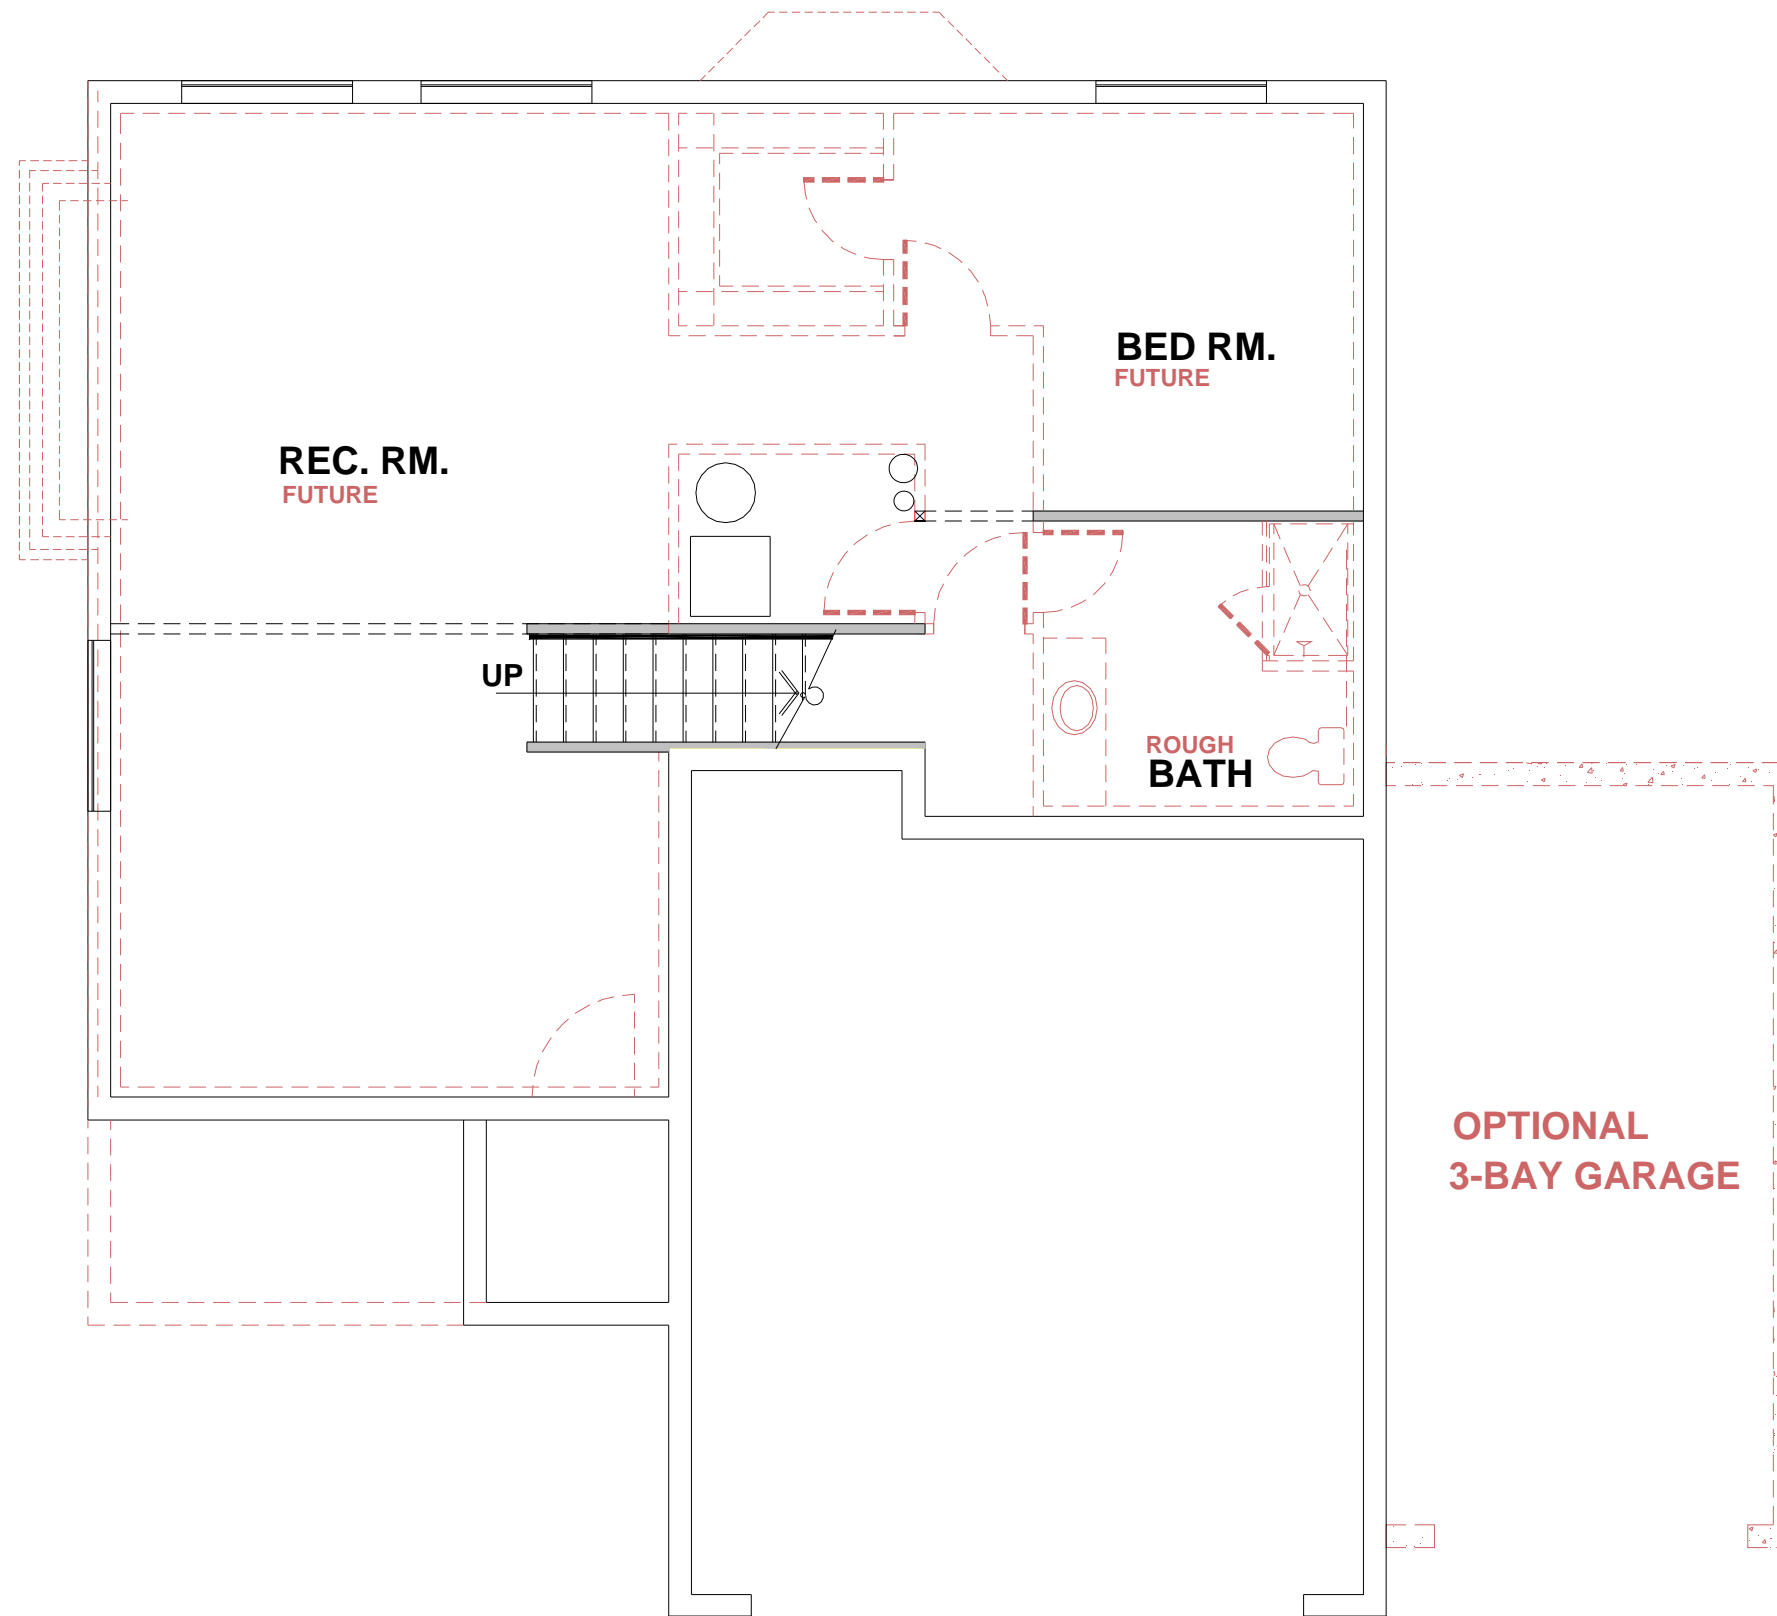 BED RM.
FUTURE
REC. RM.
FUTURE
UP
ROUGH
BATH
OPTIONAL
3-BAY GARAGE